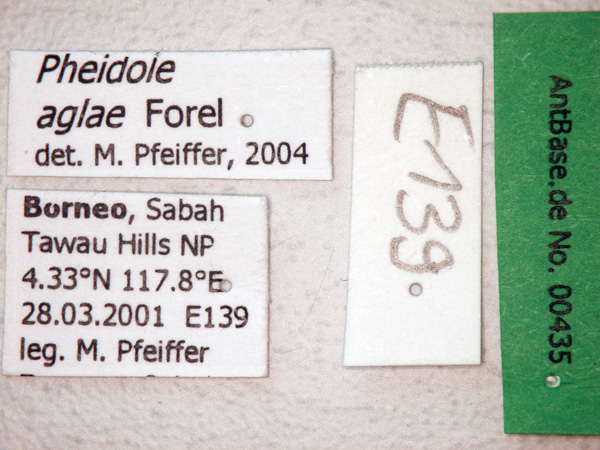 Pheidole
aglae Forel
det. M. Pfeiffer, 2004
Borneo, Sabah
Tawau Hills NP
4.33°N 117.8°E
28.03.2001 E139
leg. M. Pfeiffer
E139
AntBase.de No. 00435